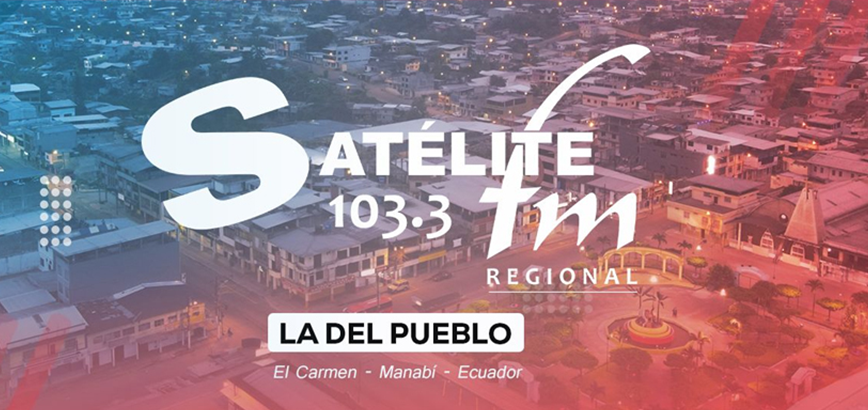 SATÉLITE fm
103.3
REGIONAL
LA DEL PUEBLO
El Carmen - Manabí - Ecuador